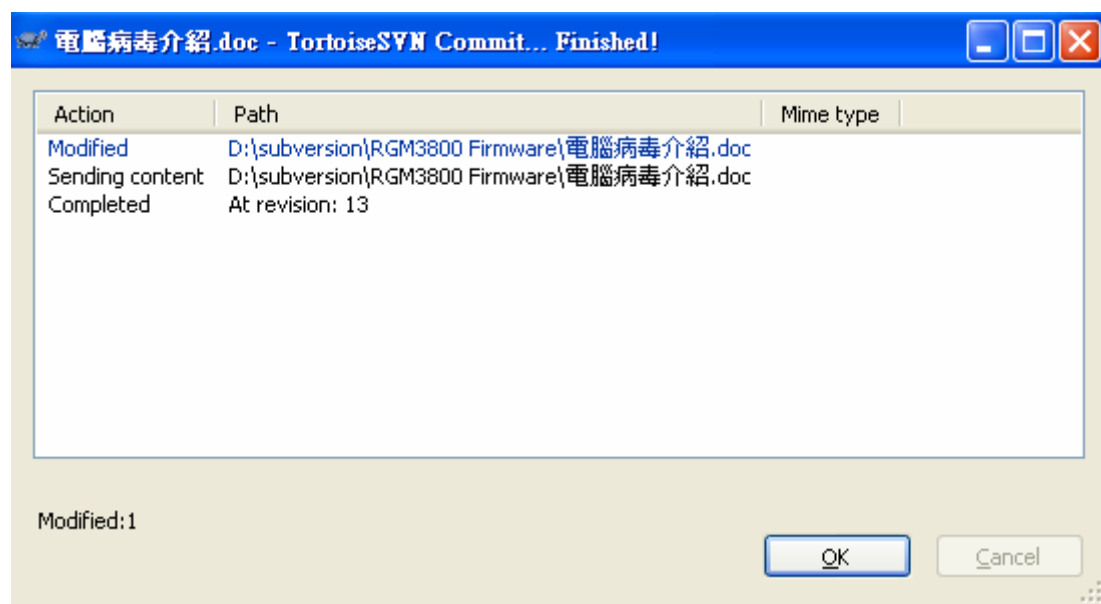 電腦病毒介紹.doc - TortoiseSVN Commit... Finished!
Action Path Mime type
Modified D:\subversion\RGM3800 Firmware\電腦病毒介紹.doc
Sending content D:\subversion\RGM3800 Firmware\電腦病毒介紹.doc
Completed At revision: 13
Modified:1
OK Cancel